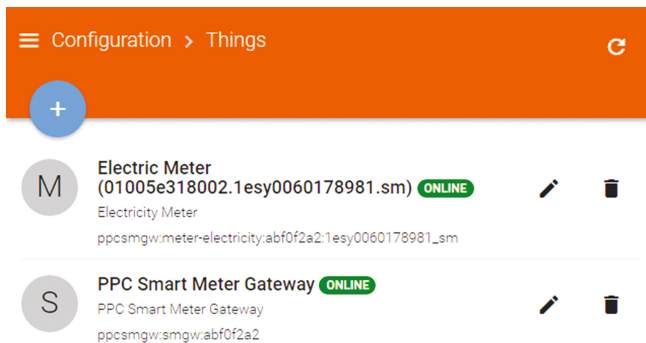 Configuration > Things
+
Electric Meter
M
(01005e318002.1esy0060178981.sm) ONLINE
Electricity Meter
ppcsmgw:meter-electricity:abf0f2a2:1esy0060178981_sm
PPC Smart Meter Gateway ONLINE
S
PPC Smart Meter Gateway
ppcsmgw:smgw:abf0f2a2